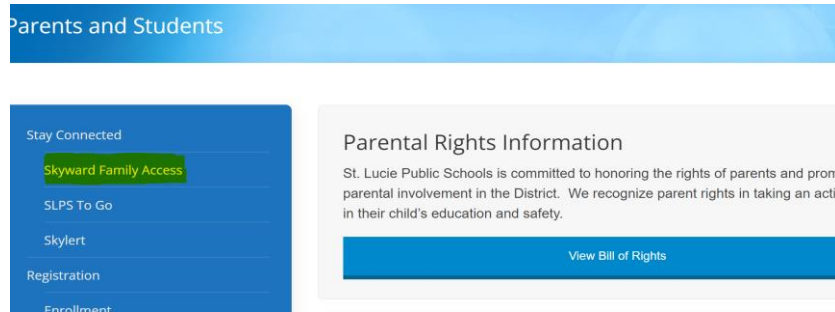 Parents and Students
Stay Connected
Skyward Family Access
SLPS To Go
Skylert
Registration
Enrollment
Parental Rights Information
St. Lucie Public Schools is committed to honoring the rights of parents and
parental involvement in the District. We recognize parent rights in taking an
in their child's education and safety.
View Bill of Rights